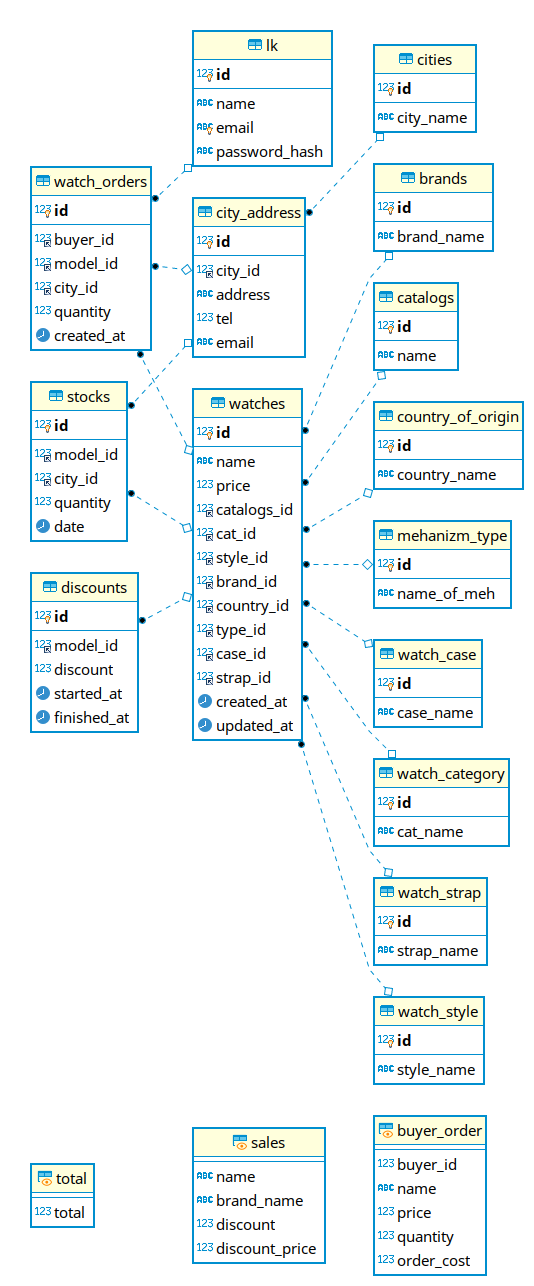 lk
id
name
email
password_hash
cities
id
city_name
watch_orders
id
buyer_id
model_id
city_id
quantity
created_at
city_address
id
city_id
address
tel
email
brands
id
brand_name
catalogs
id
name
stocks
id
model_id
city_id
quantity
date
watches
id
name
price
catalogs_id
cat_id
style_id
brand_id
country_id
type_id
case_id
strap_id
created_at
updated_at
country_of_origin
id
country_name
mehanizm_type
id
name_of_meh
discounts
id
model_id
discount
started_at
finished_at
watch_case
id
case_name
watch_category
id
cat_name
watch_strap
id
strap_name
watch_style
id
style_name
total
total
sales
name
brand_name
discount
discount_price
buyer_order
buyer_id
name
price
quantity
order_cost